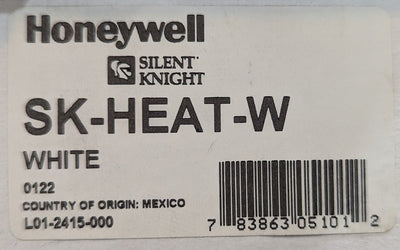 Honeywell
SILENT
KNIGHT
SK-HEAT-W
WHITE
0122
COUNTRY OF ORIGIN: MEXICO
L01-2415-000
7 83863 05101 2